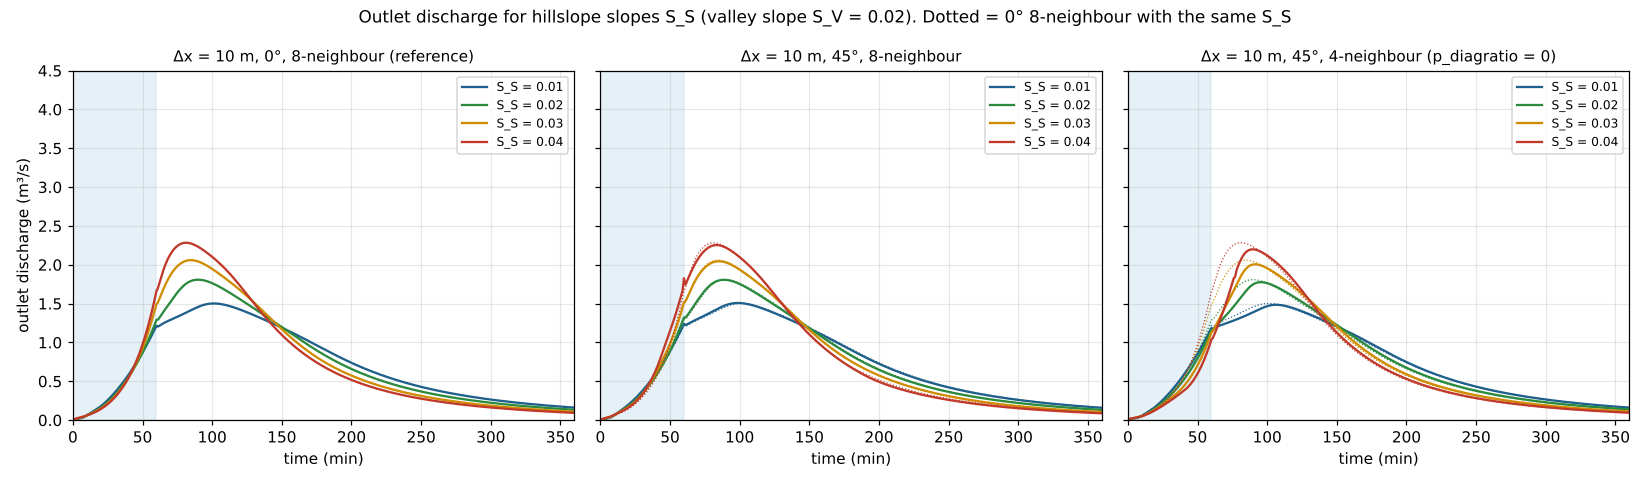 Outlet discharge for hillslope slopes S_S (valley slope S_V = 0.02). Dotted = 0° 8-neighbour with the same S_S
Δx = 10 m, 0°, 8-neighbour (reference)
Δx = 10 m, 45°, 8-neighbour
Δx = 10 m, 45°, 4-neighbour (p_diagratio = 0)
outlet discharge (m³/s)
4.5
4.0
3.5
3.0
2.5
2.0
1.5
1.0
0.5
0.0
S_S = 0.01
S_S = 0.02
S_S = 0.03
S_S = 0.04
0 50 100 150 200 250 300 350
time (min)
S_S = 0.01
S_S = 0.02
S_S = 0.03
S_S = 0.04
0 50 100 150 200 250 300 350
time (min)
S_S = 0.01
S_S = 0.02
S_S = 0.03
S_S = 0.04
0 50 100 150 200 250 300 350
time (min)